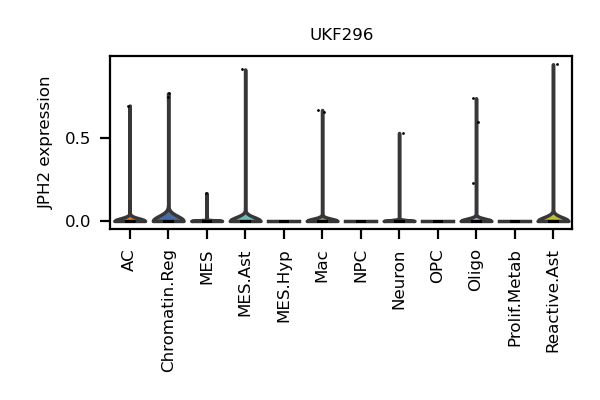 UKF296
JPH2 expression
0.5
0.0
AC
Chromatin.Reg
MES
MES.Ast
MES.Hyp
Mac
NPC
Neuron
OPC
Oligo
Prolif.Metab
Reactive.Ast